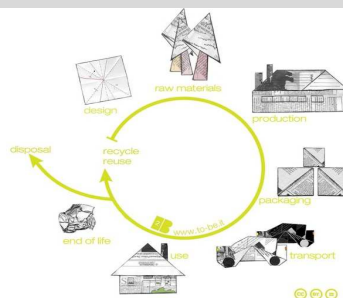 raw materials
design
production
disposal
recycle
reuse
packaging
www.to-be.it
end of life
use
transport